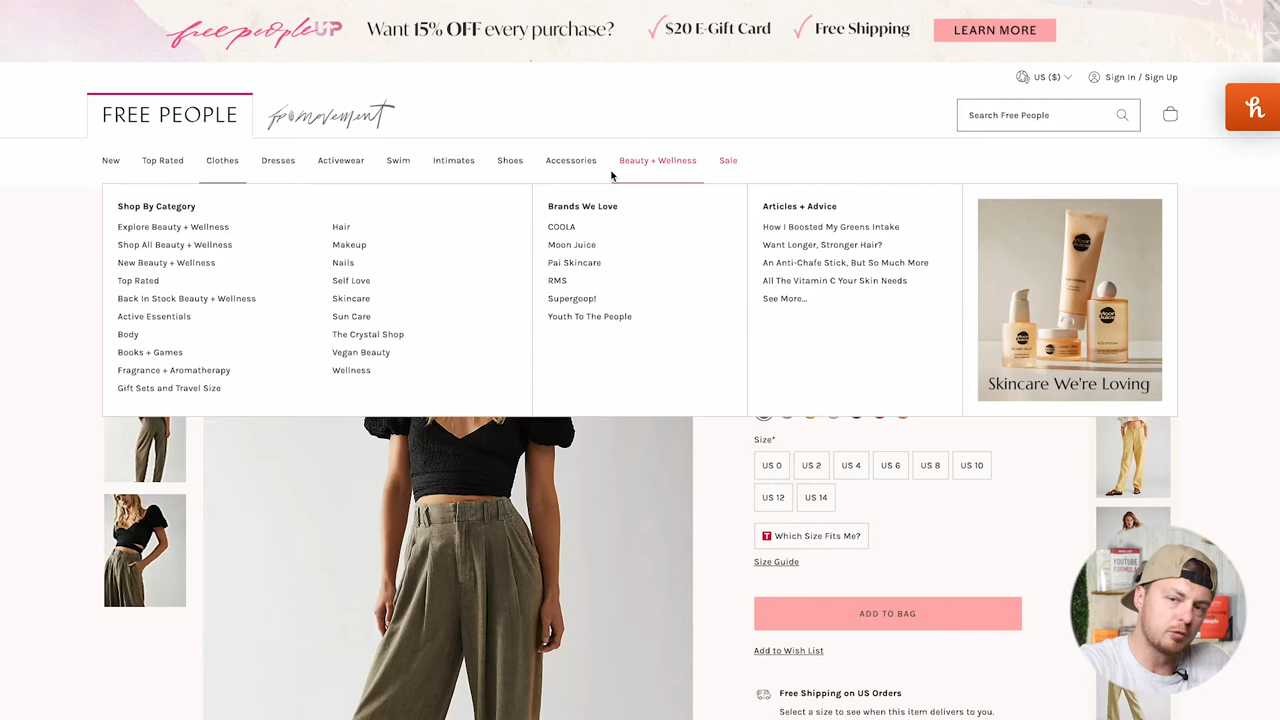 free people UP Want 15% OFF every purchase? $20 E-Gift Card Free Shipping LEARN MORE
US ($) Sign In / Sign Up
FREE PEOPLE fp movement Search Free People
New Top Rated Clothes Dresses Activewear Swim Intimates Shoes Accessories Beauty + Wellness Sale
Shop By Category
Explore Beauty + Wellness
Shop All Beauty + Wellness
New Beauty + Wellness
Top Rated
Back In Stock Beauty + Wellness
Active Essentials
Body
Books + Games
Fragrance + Aromatherapy
Gift Sets and Travel Size
Hair
Makeup
Nails
Self Love
Skincare
Sun Care
The Crystal Shop
Vegan Beauty
Wellness
Brands We Love
COOLA
Moon Juice
Pai Skincare
RMS
Supergoop!
Youth To The People
Articles + Advice
How I Boosted My Greens Intake
Want Longer, Stronger Hair?
An Anti-Chafe Stick, But So Much More
All The Vitamin C Your Skin Needs
See More...
Skincare We're Loving
Size*
US 0 US 2 US 4 US 6 US 8 US 10
US 12 US 14
T Which Size Fits Me?
Size Guide
ADD TO BAG
Add to Wish List
Free Shipping on US Orders
Select a size to see when this item delivers to you.
YOUTUBE
FORMULA